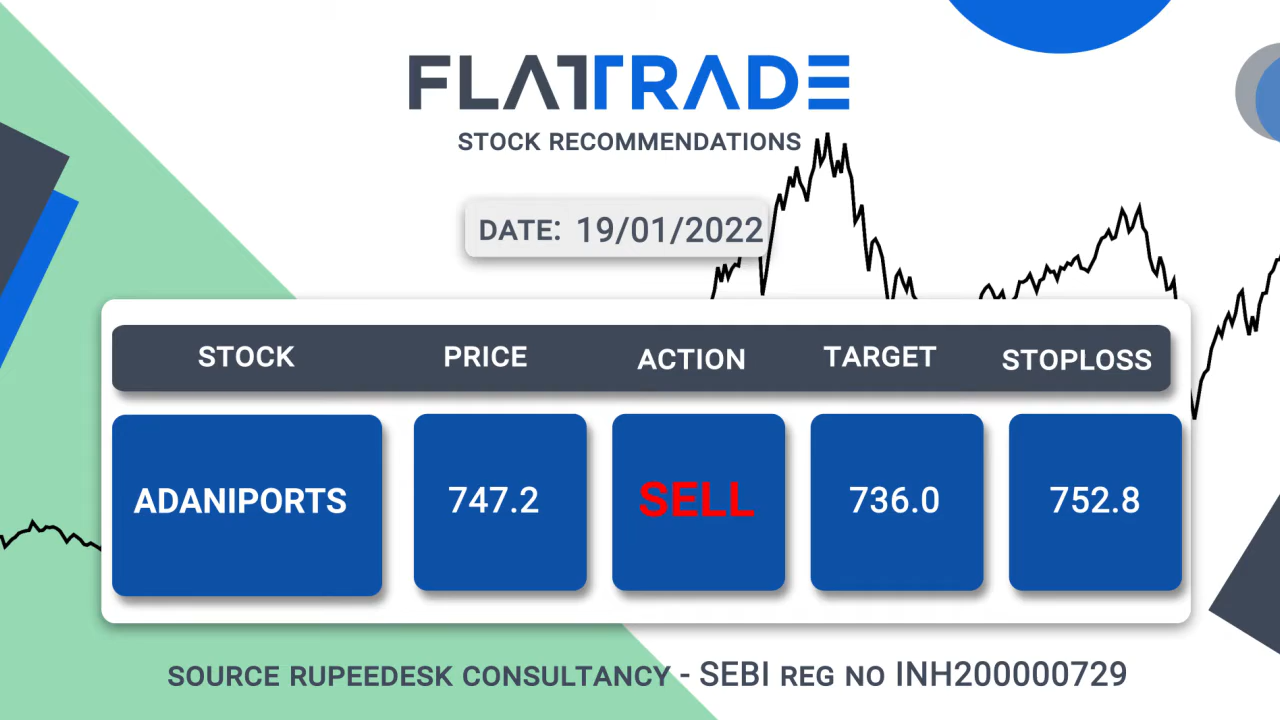 FLATTRADE
STOCK RECOMMENDATIONS
DATE: 19/01/2022
STOCK PRICE ACTION TARGET STOPLOSS
ADANIPORTS 747.2 SELL 736.0 752.8
SOURCE RUPEEDESK CONSULTANCY - SEBI REG NO INH200000729